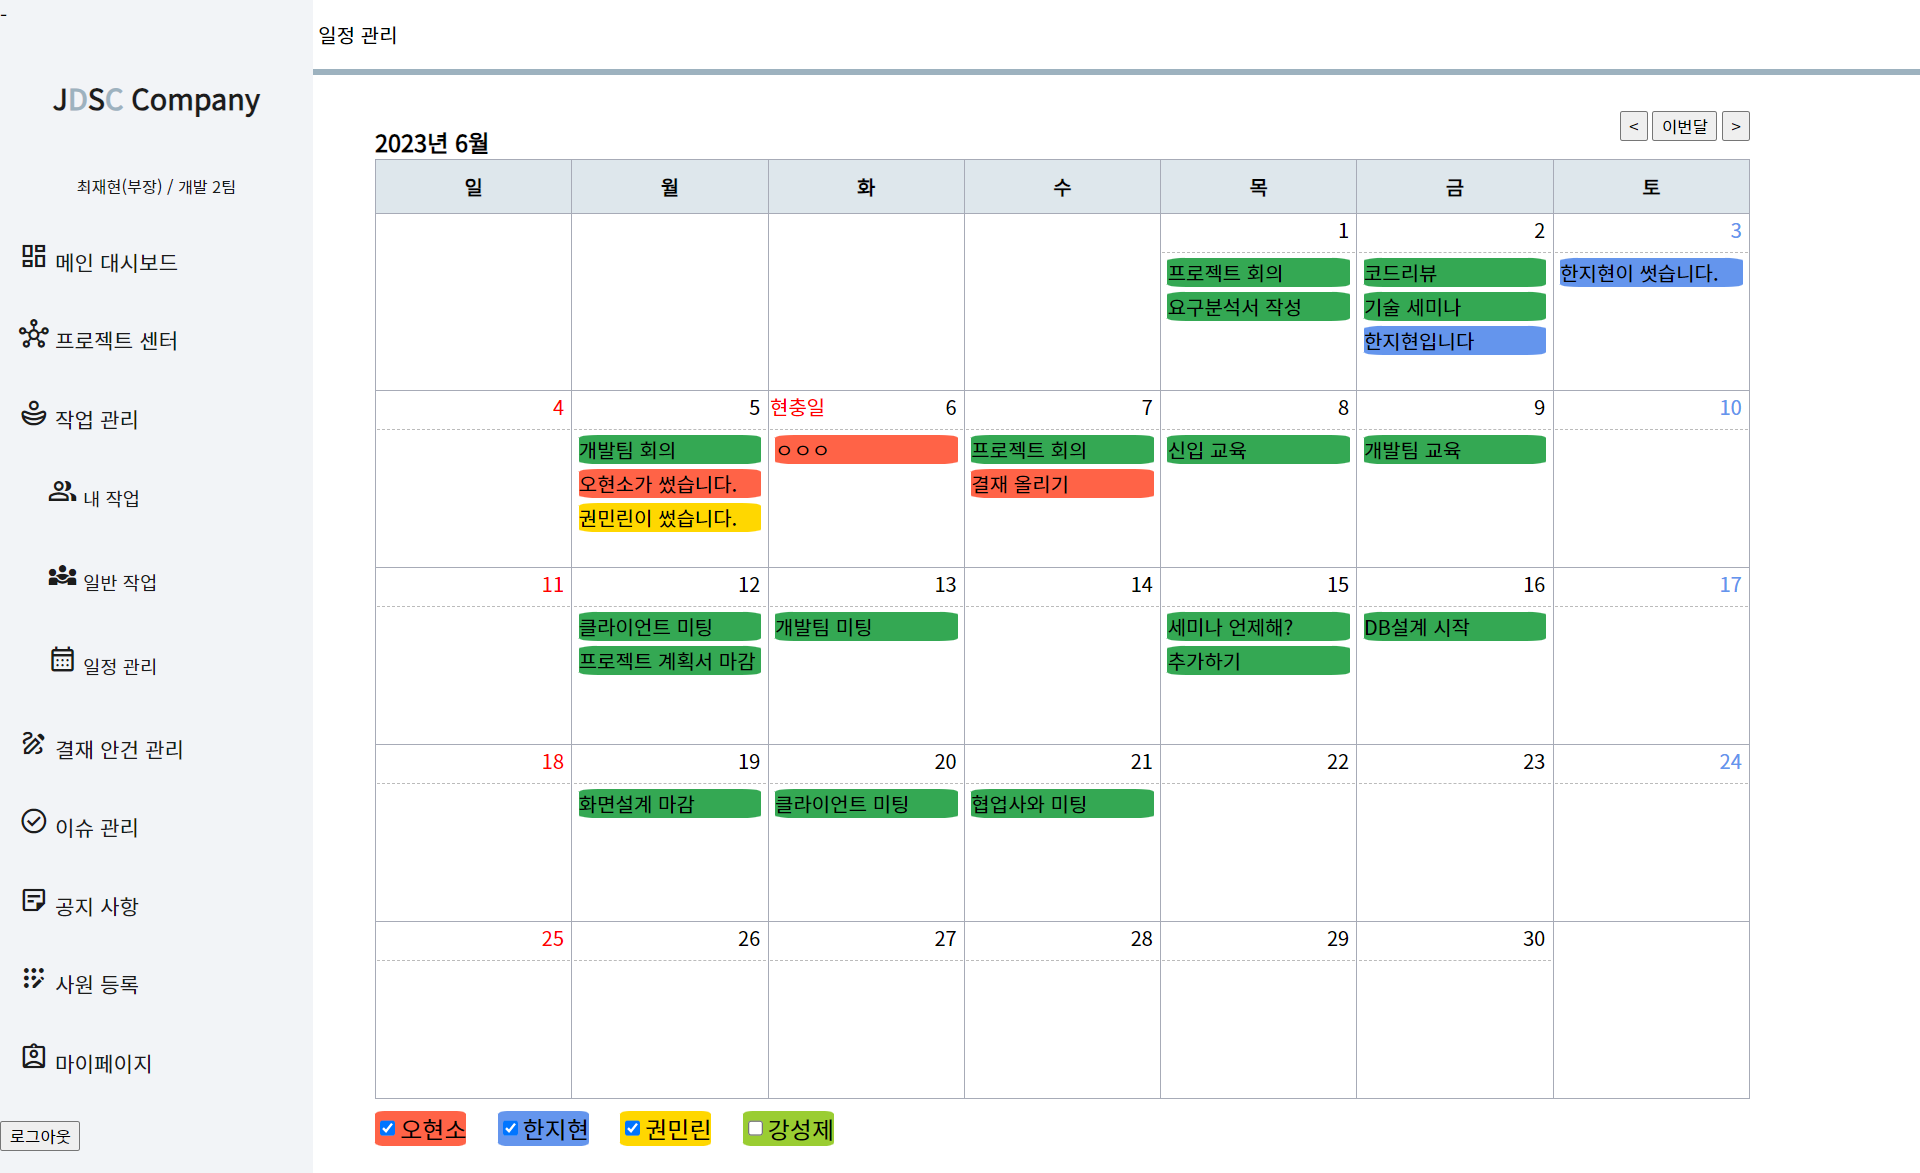 -
JDSC Company
최재현(부장) / 개발 2팀
메인 대시보드
프로젝트 센터
작업 관리
내 작업
일반 작업
일정 관리
결재 안건 관리
이슈 관리
공지 사항
사원 등록
마이페이지
로그아웃
일정 관리
2023년 6월
< 이번달 >
일 월 화 수 목 금 토
1 2 3
프로젝트 회의 코드리뷰 한지현이 썻습니다.
요구분석서 작성 기술 세미나
한지현입니다
4 5 현충일 6 7 8 9 10
개발팀 회의 ㅇㅇㅇ 프로젝트 회의 신입 교육 개발팀 교육
오현소가 썼습니다. 결재 올리기
권민린이 썼습니다.
11 12 13 14 15 16 17
클라이언트 미팅 개발팀 미팅 세미나 언제해? DB설계 시작
프로젝트 계획서 마감 추가하기
18 19 20 21 22 23 24
화면설계 마감 클라이언트 미팅 협업사와 미팅
25 26 27 28 29 30
오현소 한지현 권민린 강성제